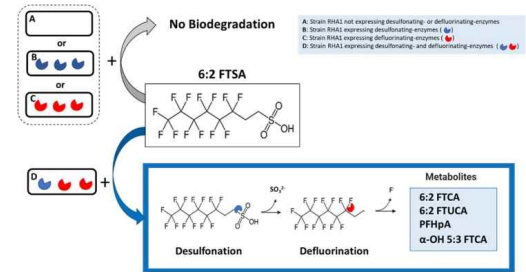 A
or
B
or
C
+
No Biodegradation
A: Strain RHA1 not expressing desulfonating- or defluorinating-enzymes
B: Strain RHA1 expressing desulfonating-enzymes ( )
C: Strain RHA1 expressing defluorinating-enzymes ( )
D: Strain RHA1 expressing desulfonating- and defluorinating-enzymes ( )
6:2 FTSA
F F F F F F
F
F
F F F F F F
O
S
O
OH
D
+
SO₃²⁻
F⁻
F F F F F F
F
F
F F F F F F
O
S
O
OH
F F F F F F
F
F
F F F F F
Desulfonation
Defluorination
Metabolites
6:2 FTCA
6:2 FTUCA
PFHpA
α-OH 5:3 FTCA